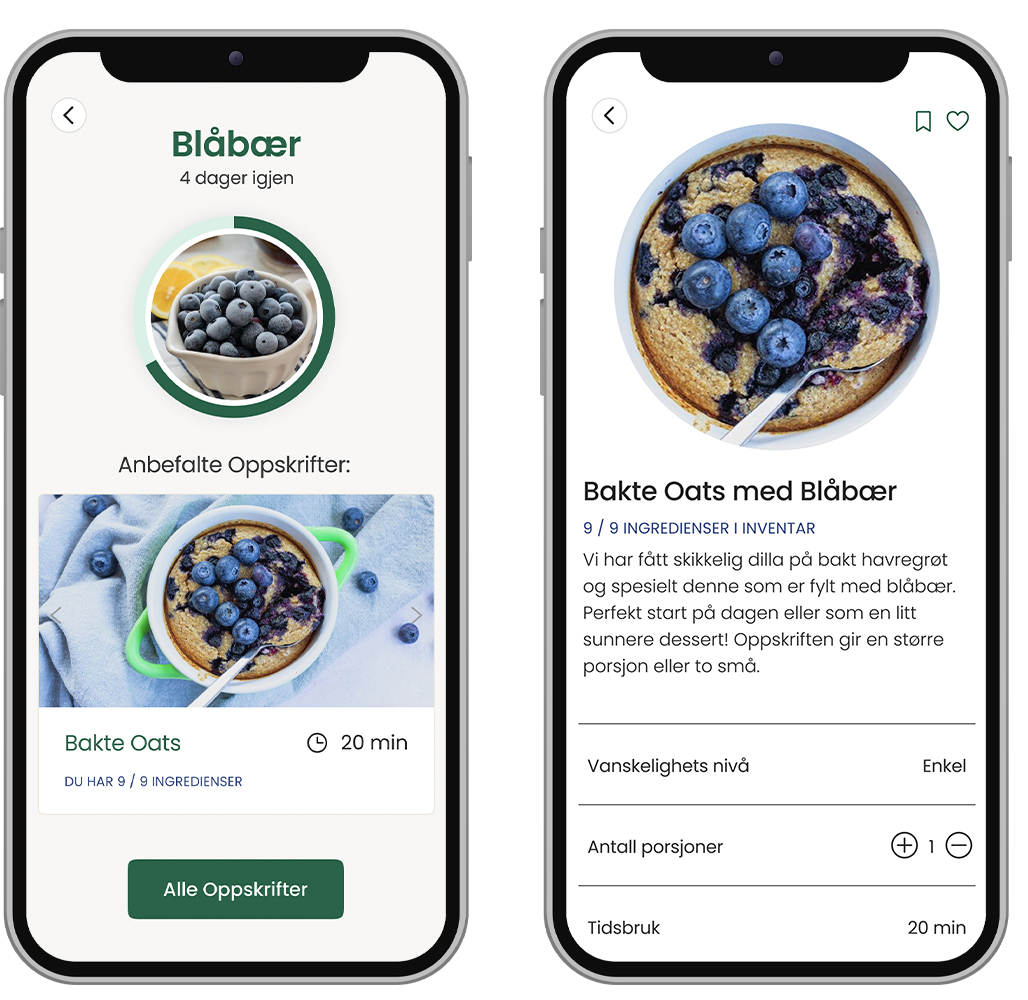 Blåbær
4 dager igjen
Anbefalte Oppskrifter:
Bakte Oats
20 min
DU HAR 9 / 9 INGREDIENSER
Alle Oppskrifter
Bakte Oats med Blåbær
9 / 9 INGREDIENSER I INVENTAR
Vi har fått skikkelig dilla på bakt havregrøt
og spesielt denne som er fylt med blåbær.
Perfekt start på dagen eller som en litt
sunnere dessert! Oppskriften gir en større
porsjon eller to små.
Vanskelighets nivå
Enkel
Antall porsjoner
1
Tidsbruk
20 min